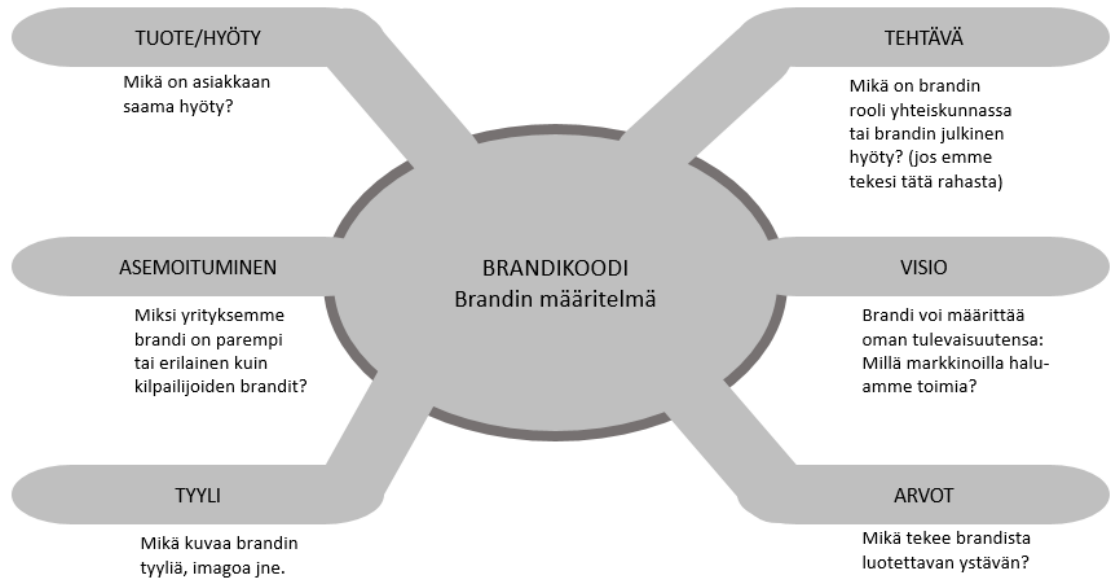 TUOTE/HYÖTY
Mikä on asiakkaan
saama hyöty?
TEHTÄVÄ
Mikä on brandin
rooli yhteiskunnassa
tai brandin julkinen
hyöty? (jos emme
tekesi tätä rahasta)
ASEMOITUMINEN
Miksi yrityksemme
brandi on parempi
tai erilainen kuin
kilpailijoiden brandit?
BRANDIKOODI
Brandin määritelmä
VISIO
Brandi voi määrittää
oman tulevaisuutensa:
Millä markkinoilla halu-
amme toimia?
TYYLI
Mikä kuvaa brandin
tyyliä, imagoa jne.
ARVOT
Mikä tekee brandista
luotettavan ystävän?